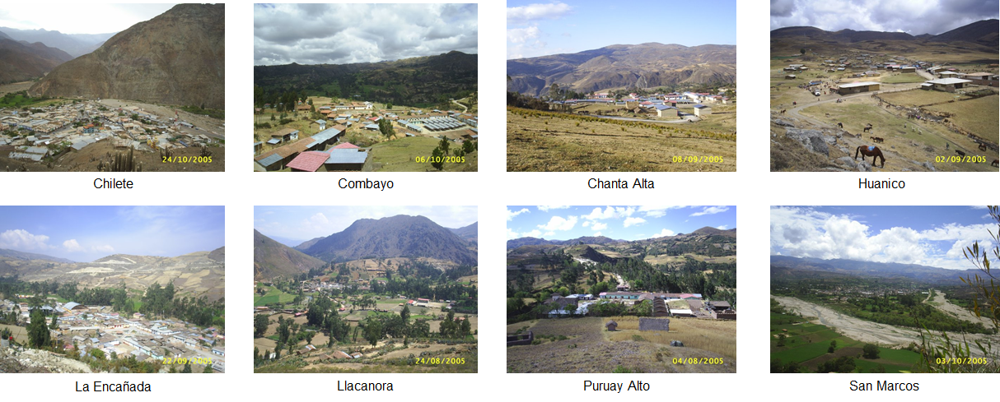 24/10/2005
06/10/2005
08/09/2005
02/09/2005
Chilete
Combayo
Chanta Alta
Huanico
22/09/2005
24/08/2005
04/08/2005
03/10/2005
La Encañada
Llacanora
Puruay Alto
San Marcos